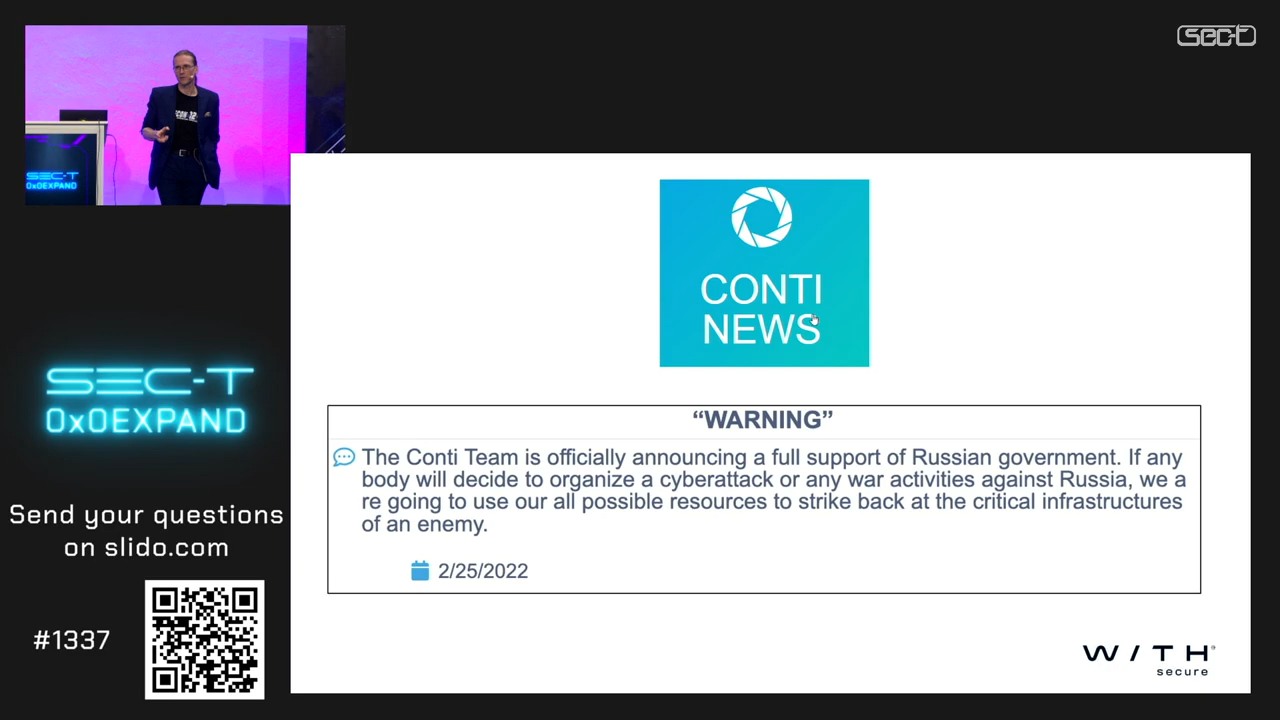 SEC-T
SEC-T
0x0EXPAND
CONTI
NEWS
SEC-T
0x0EXPAND
"WARNING"
The Conti Team is officially announcing a full support of Russian government. If any
body will decide to organize a cyberattack or any war activities against Russia, we a
re going to use our all possible resources to strike back at the critical infrastructures
of an enemy.
2/25/2022
Send your questions
on slido.com
#1337
W/TH®
secure